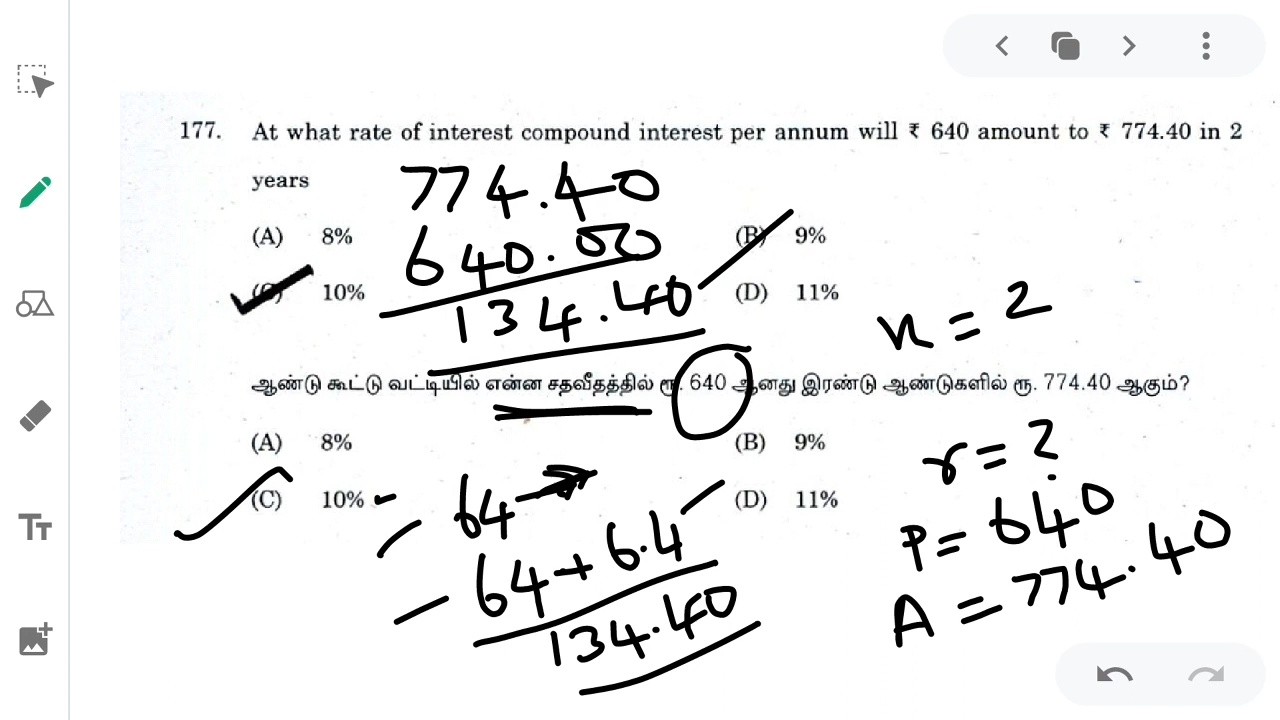 177. At what rate of interest compound interest per annum will ₹ 640 amount to ₹ 774.40 in 2
years
774.40
(A) 8%
640.00
(B) 9%
(C) 10%
134.40
(D) 11%
n = 2
ஆண்டு கூட்டு வட்டியில் என்ன சதவீதத்தில் ரூ. 640 ஆனது இரண்டு ஆண்டுகளில் ரூ. 774.40 ஆகும்?
(A) 8%
(B) 9%
r = ?
(C) 10%
- 64
(D) 11%
P = 640
- 64 + 6.4
A = 774.40
134.40
Tт